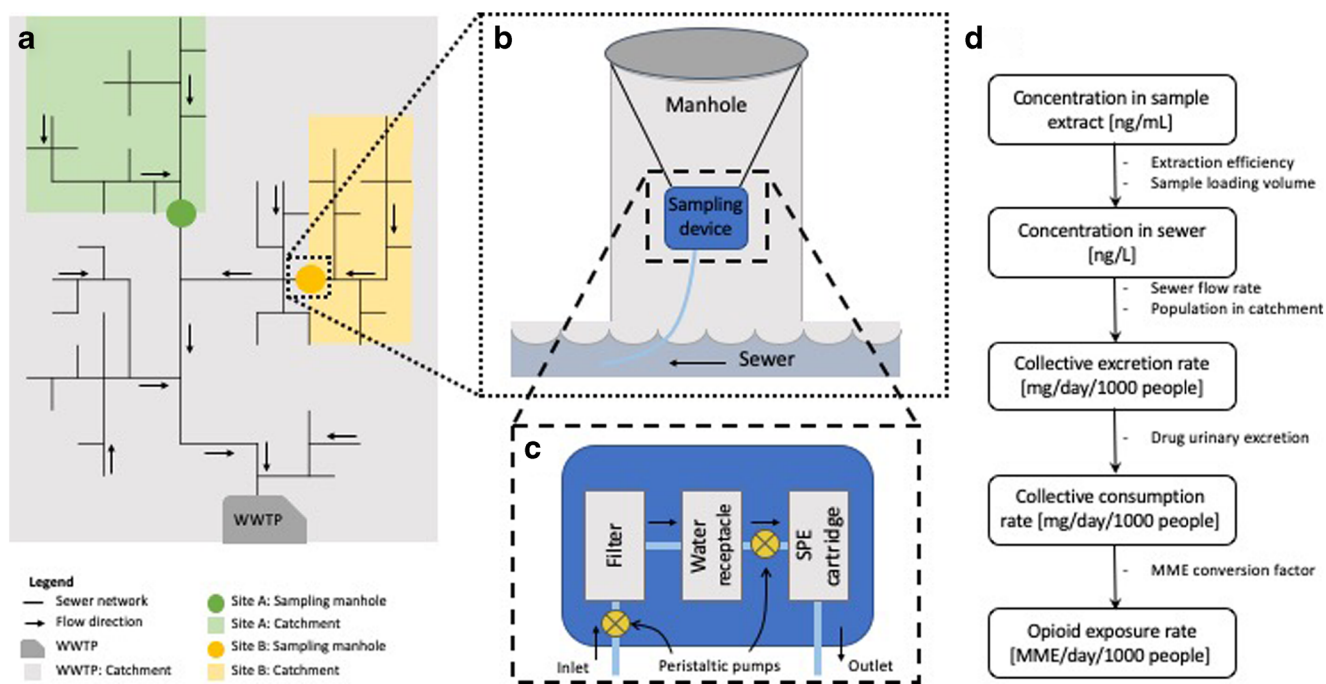 a
WWTP
Legend
Sewer network
Flow direction
WWTP
WWTP: Catchment
Site A: Sampling manhole
Site A: Catchment
Site B: Sampling manhole
Site B: Catchment
b
Manhole
Sampling
device
Sewer
c
Filter
Water
receptacle
SPE
cartridge
Inlet
Peristaltic pumps
Outlet
d
Concentration in sample
extract [ng/mL]
- Extraction efficiency
- Sample loading volume
Concentration in sewer
[ng/L]
- Sewer flow rate
- Population in catchment
Collective excretion rate
[mg/day/1000 people]
- Drug urinary excretion
Collective consumption
rate [mg/day/1000 people]
- MME conversion factor
Opioid exposure rate
[MME/day/1000 people]